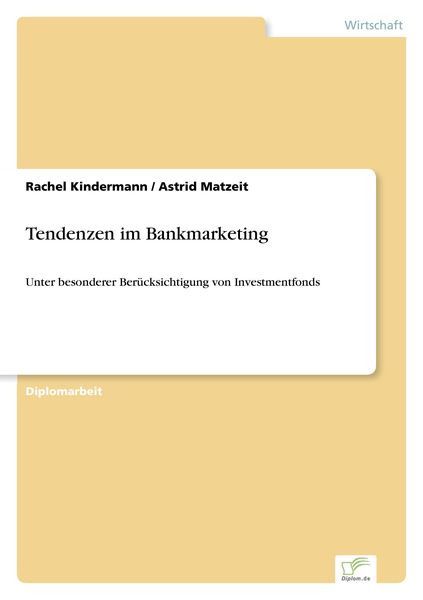 Wirtschaft
Rachel Kindermann / Astrid Matzeit
Tendenzen im Bankmarketing
Unter besonderer Berücksichtigung von Investmentfonds
Diplomarbeit
Diplom.de